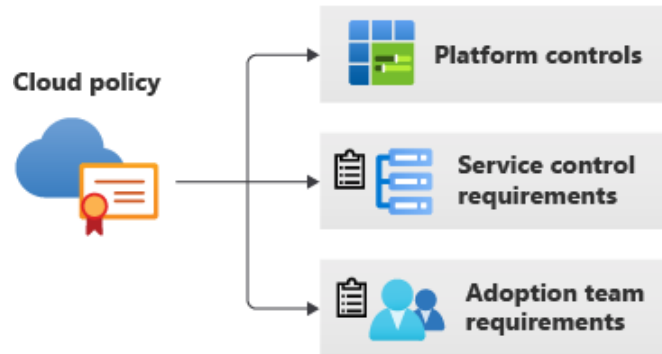 Cloud policy
Platform controls
Service control
requirements
Adoption team
requirements